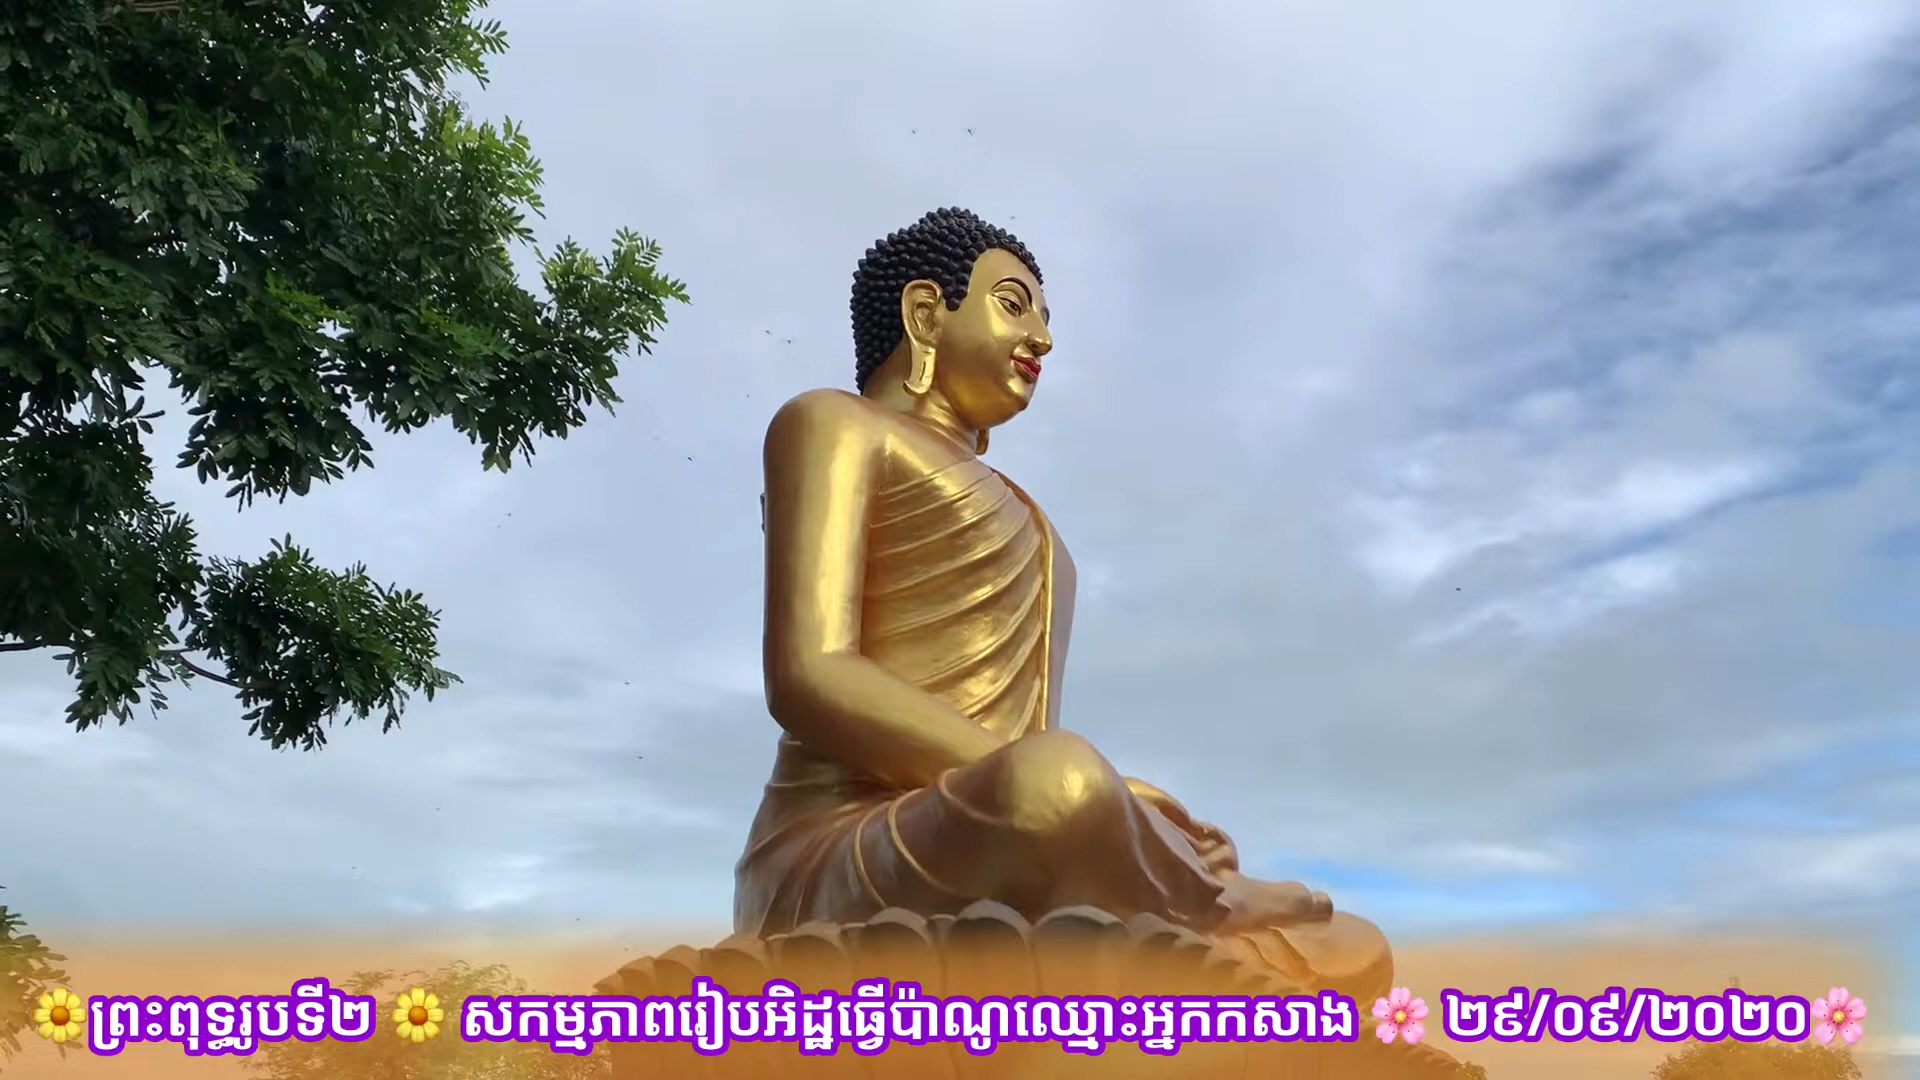 🌼ព្រះពុទ្ធរូបទី២ 🌼 សកម្មភាពរៀបអិដ្ឋធ្វើប៉ាណូឈ្មោះអ្នកកសាង 🌸 ២៩/០៩/២០២០🌸